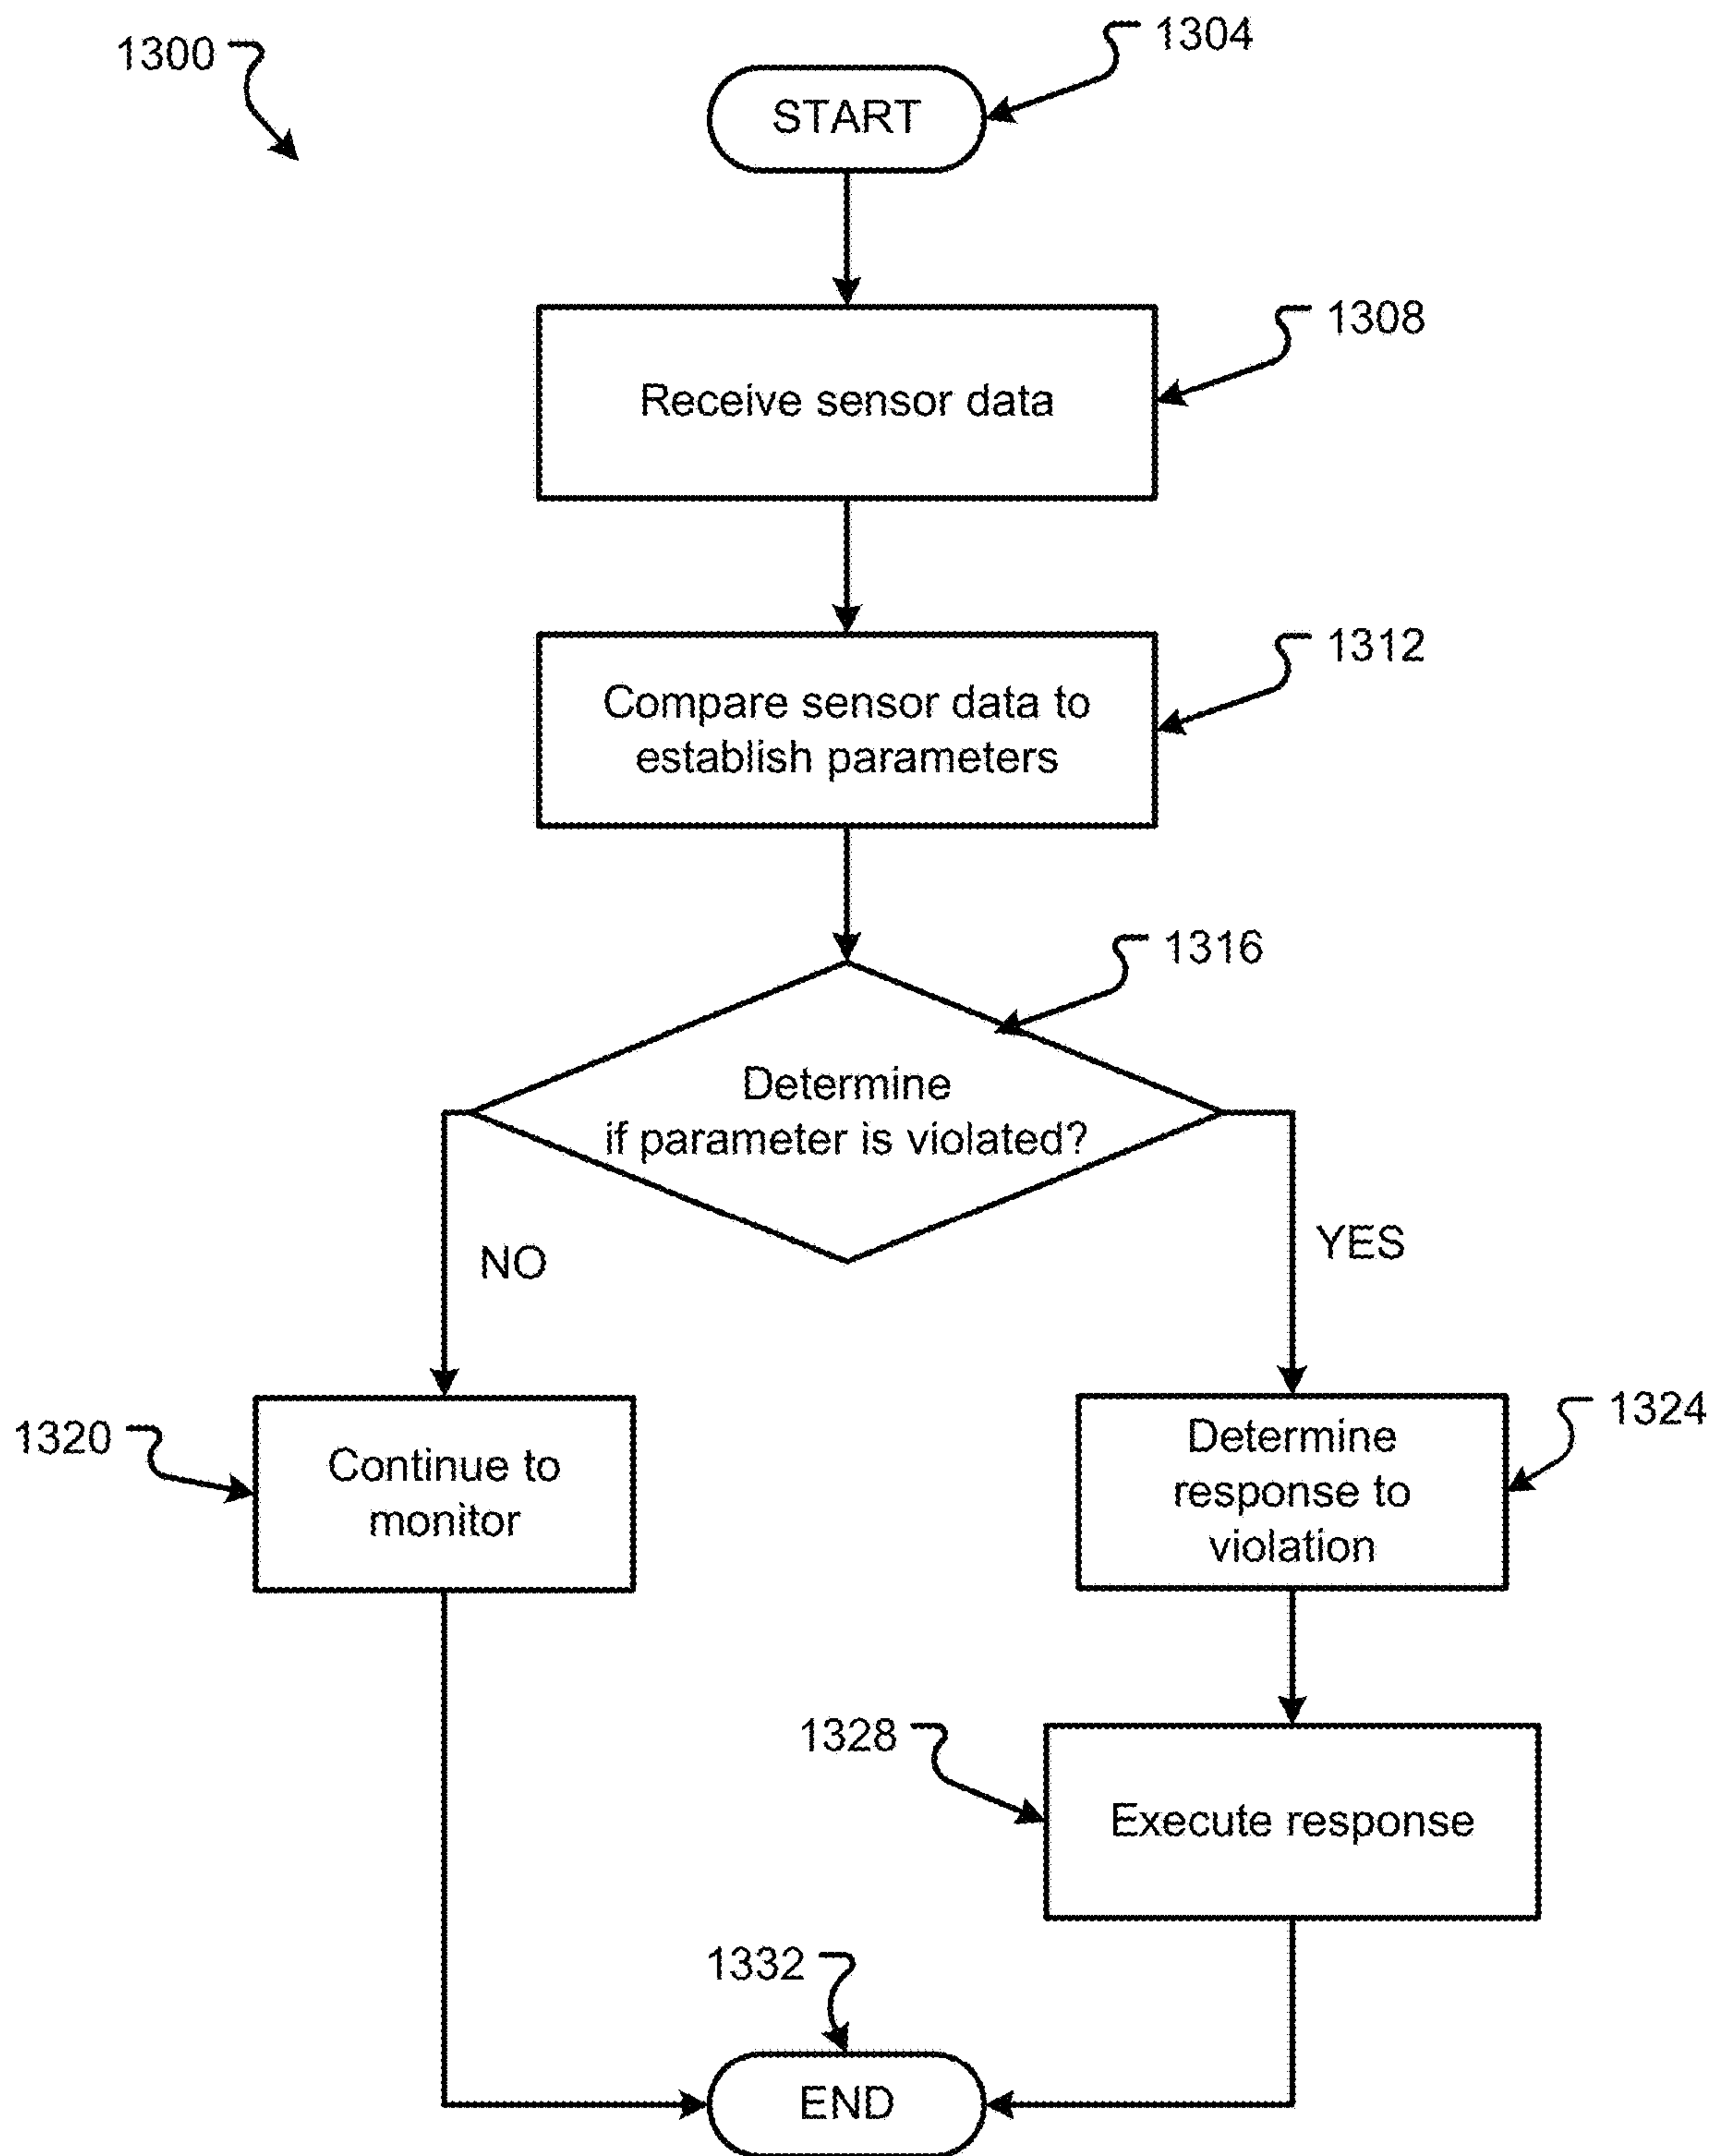 1300
1304
START
1308
Receive sensor data
1312
Compare sensor data to
establish parameters
1316
Determine
if parameter is violated?
NO
YES
1320
Continue to
monitor
1324
Determine
response to
violation
1328
Execute response
1332
END